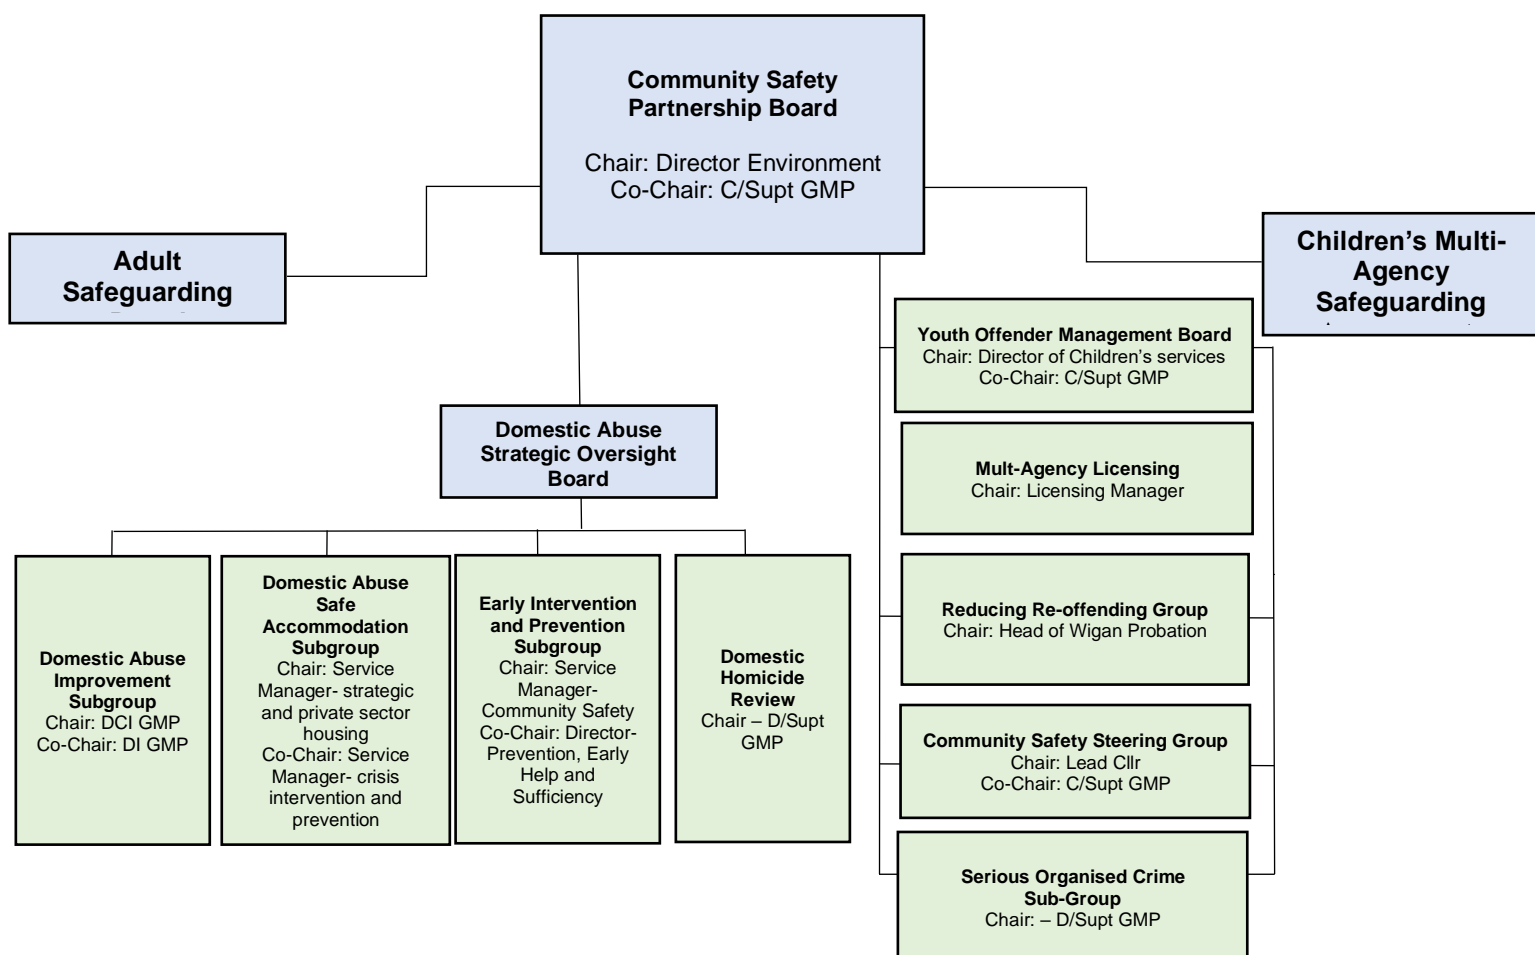 Community Safety
Partnership Board
Chair: Director Environment
Co-Chair: C/Supt GMP
Adult
Safeguarding
Children’s Multi-
Agency
Safeguarding
Domestic Abuse
Strategic Oversight
Board
Domestic Abuse
Improvement
Subgroup
Chair: DCI GMP
Co-Chair: DI GMP
Domestic Abuse
Safe
Accommodation
Subgroup
Chair: Service
Manager- strategic
and private sector
housing
Co-Chair: Service
Manager- crisis
intervention and
prevention
Early Intervention
and Prevention
Subgroup
Chair: Service
Manager-
Community Safety
Co-Chair: Director-
Prevention, Early
Help and
Sufficiency
Domestic
Homicide
Review
Chair – D/Supt
GMP
Youth Offender Management Board
Chair: Director of Children’s services
Co-Chair: C/Supt GMP
Mult-Agency Licensing
Chair: Licensing Manager
Reducing Re-offending Group
Chair: Head of Wigan Probation
Community Safety Steering Group
Chair: Lead Cllr
Co-Chair: C/Supt GMP
Serious Organised Crime
Sub-Group
Chair: – D/Supt GMP